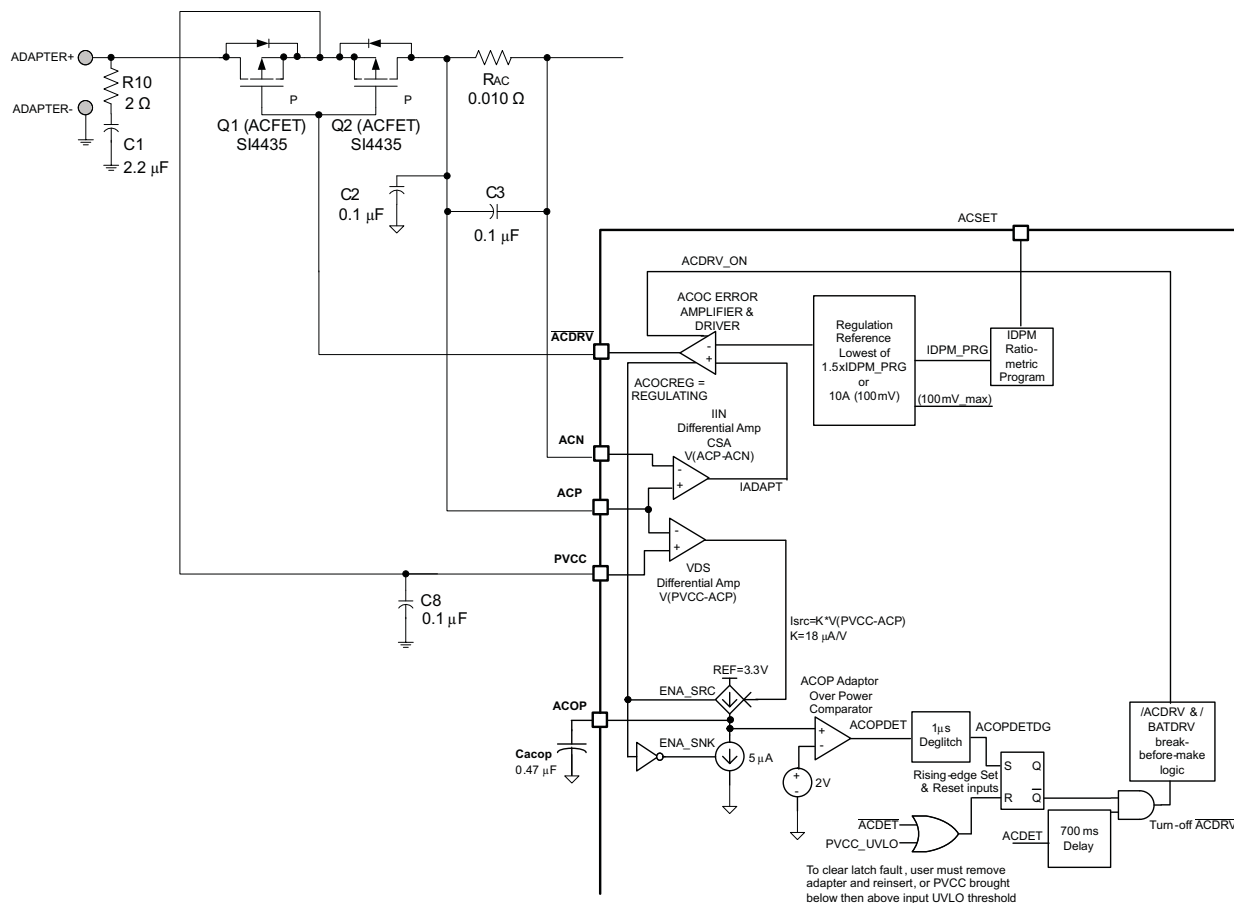 ADAPTER+
R10
2 Ω
ADAPTER-
C1
2.2 μF
P
P
Q1 (ACFET)
SI4435
Q2 (ACFET)
SI4435
RAC
0.010 Ω
C2
0.1 μF
C3
0.1 μF
ACSET
ACDRV_ON
ACOC ERROR
AMPLIFIER &
DRIVER
ACDRV
-
+
Regulation
Reference
Lowest of
1.5xIDPM_PRG
or
10A (100mV)
IDPM_PRG
(100mV_max)
IDPM
Ratio-
metric
Program
ACOCREG =
REGULATING
IIN
Differential Amp
CSA
V(ACP-ACN)
ACN
-
+
IADAPT
ACP
-
+
PVCC
VDS
Differential Amp
V(PVCC-ACP)
C8
0.1 μF
Isrc=K*V(PVCC-ACP)
K=18 μA/V
REF=3.3V
ENA_SRC
ACOP
ACOP Adaptor
Over Power
Comparator
+
-
ACOPDET
1μs
Deglitch
ACOPDETDG
/ACDRV & /
BATDRV
break-
before-make
logic
Cacop
0.47 μF
ENA_SNK
5 μA
+
-
2V
Rising-edge Set
& Reset inputs
S
Q
R
Q
ACDET
PVCC_UVLO
ACDET
700 ms
Delay
Turn-off ACDRV
To clear latch fault, user must remove
adapter and reinsert, or PVCC brought
below then above input UVLO threshold